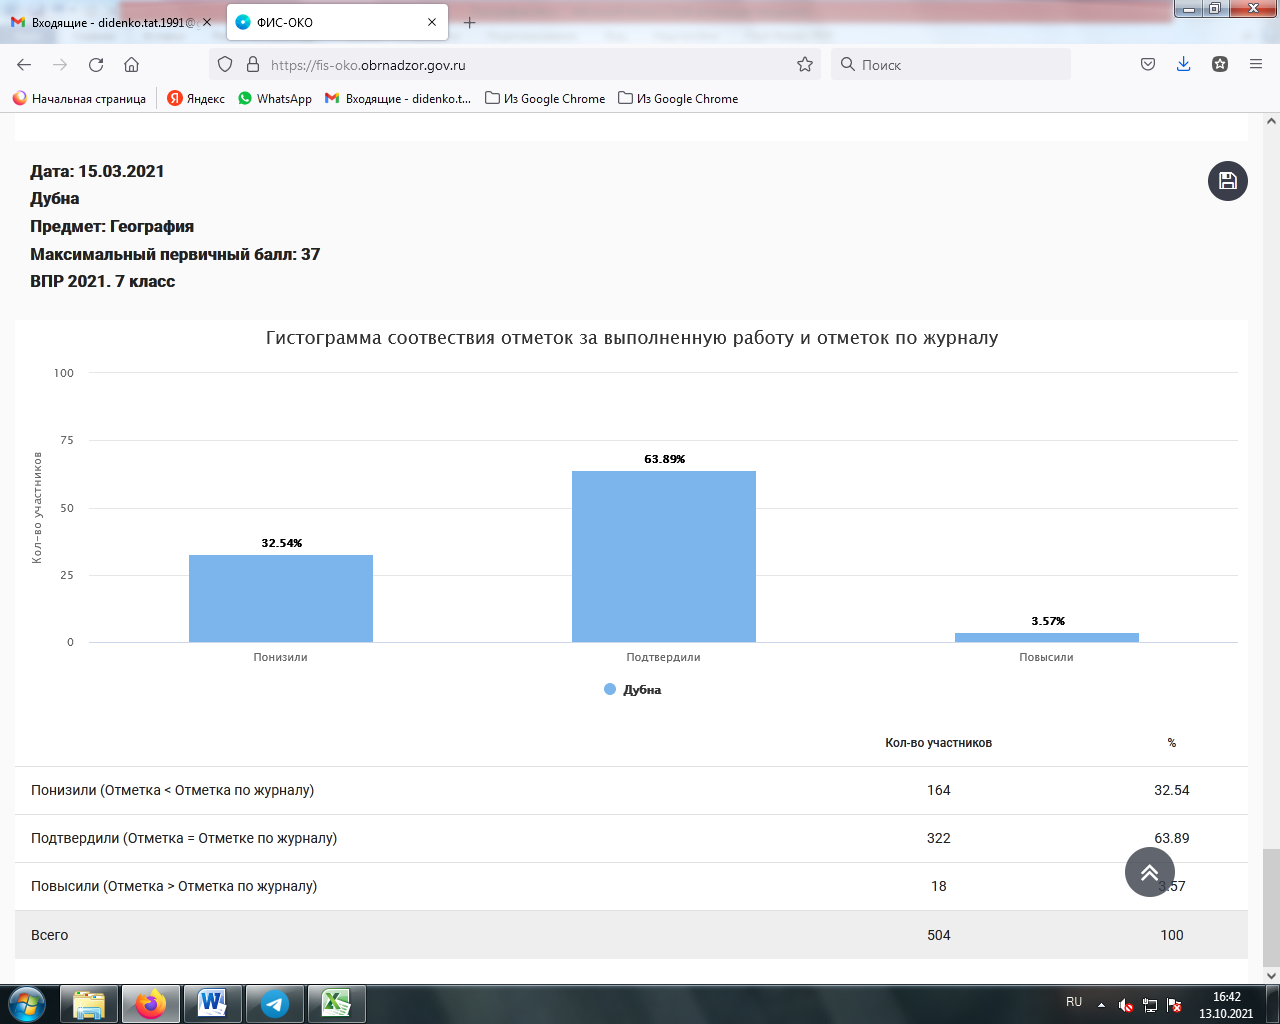 Входящие - didenko.tat.1991@
ФИС-ОКО
https://fis-oko.obrnadzor.gov.ru
Поиск
Начальная страница
Яндекс
WhatsApp
Входящие - didenko.t...
Из Google Chrome
Из Google Chrome
Дата: 15.03.2021
Дубна
Предмет: География
Максимальный первичный балл: 37
ВПР 2021. 7 класс
Гистограмма соотвествия отметок за выполненную работу и отметок по журналу
Кол-во участников
100
75
50
25
0
32.54%
63.89%
3.57%
Понизили
Подтвердили
Повысили
Дубна
Кол-во участников %
Понизили (Отметка < Отметка по журналу) 164 32.54
Подтвердили (Отметка = Отметке по журналу) 322 63.89
Повысили (Отметка > Отметка по журналу) 18 3.57
Всего 504 100
RU
16:42
13.10.2021